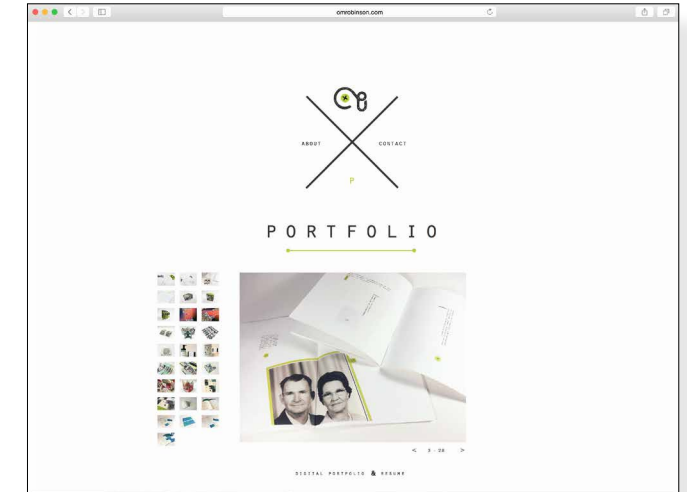 omrobinson.com
ABOUT
CONTACT
P
PORTFOLIO
< 3 - 28 >
DIGITAL PORTFOLIO & RESUME